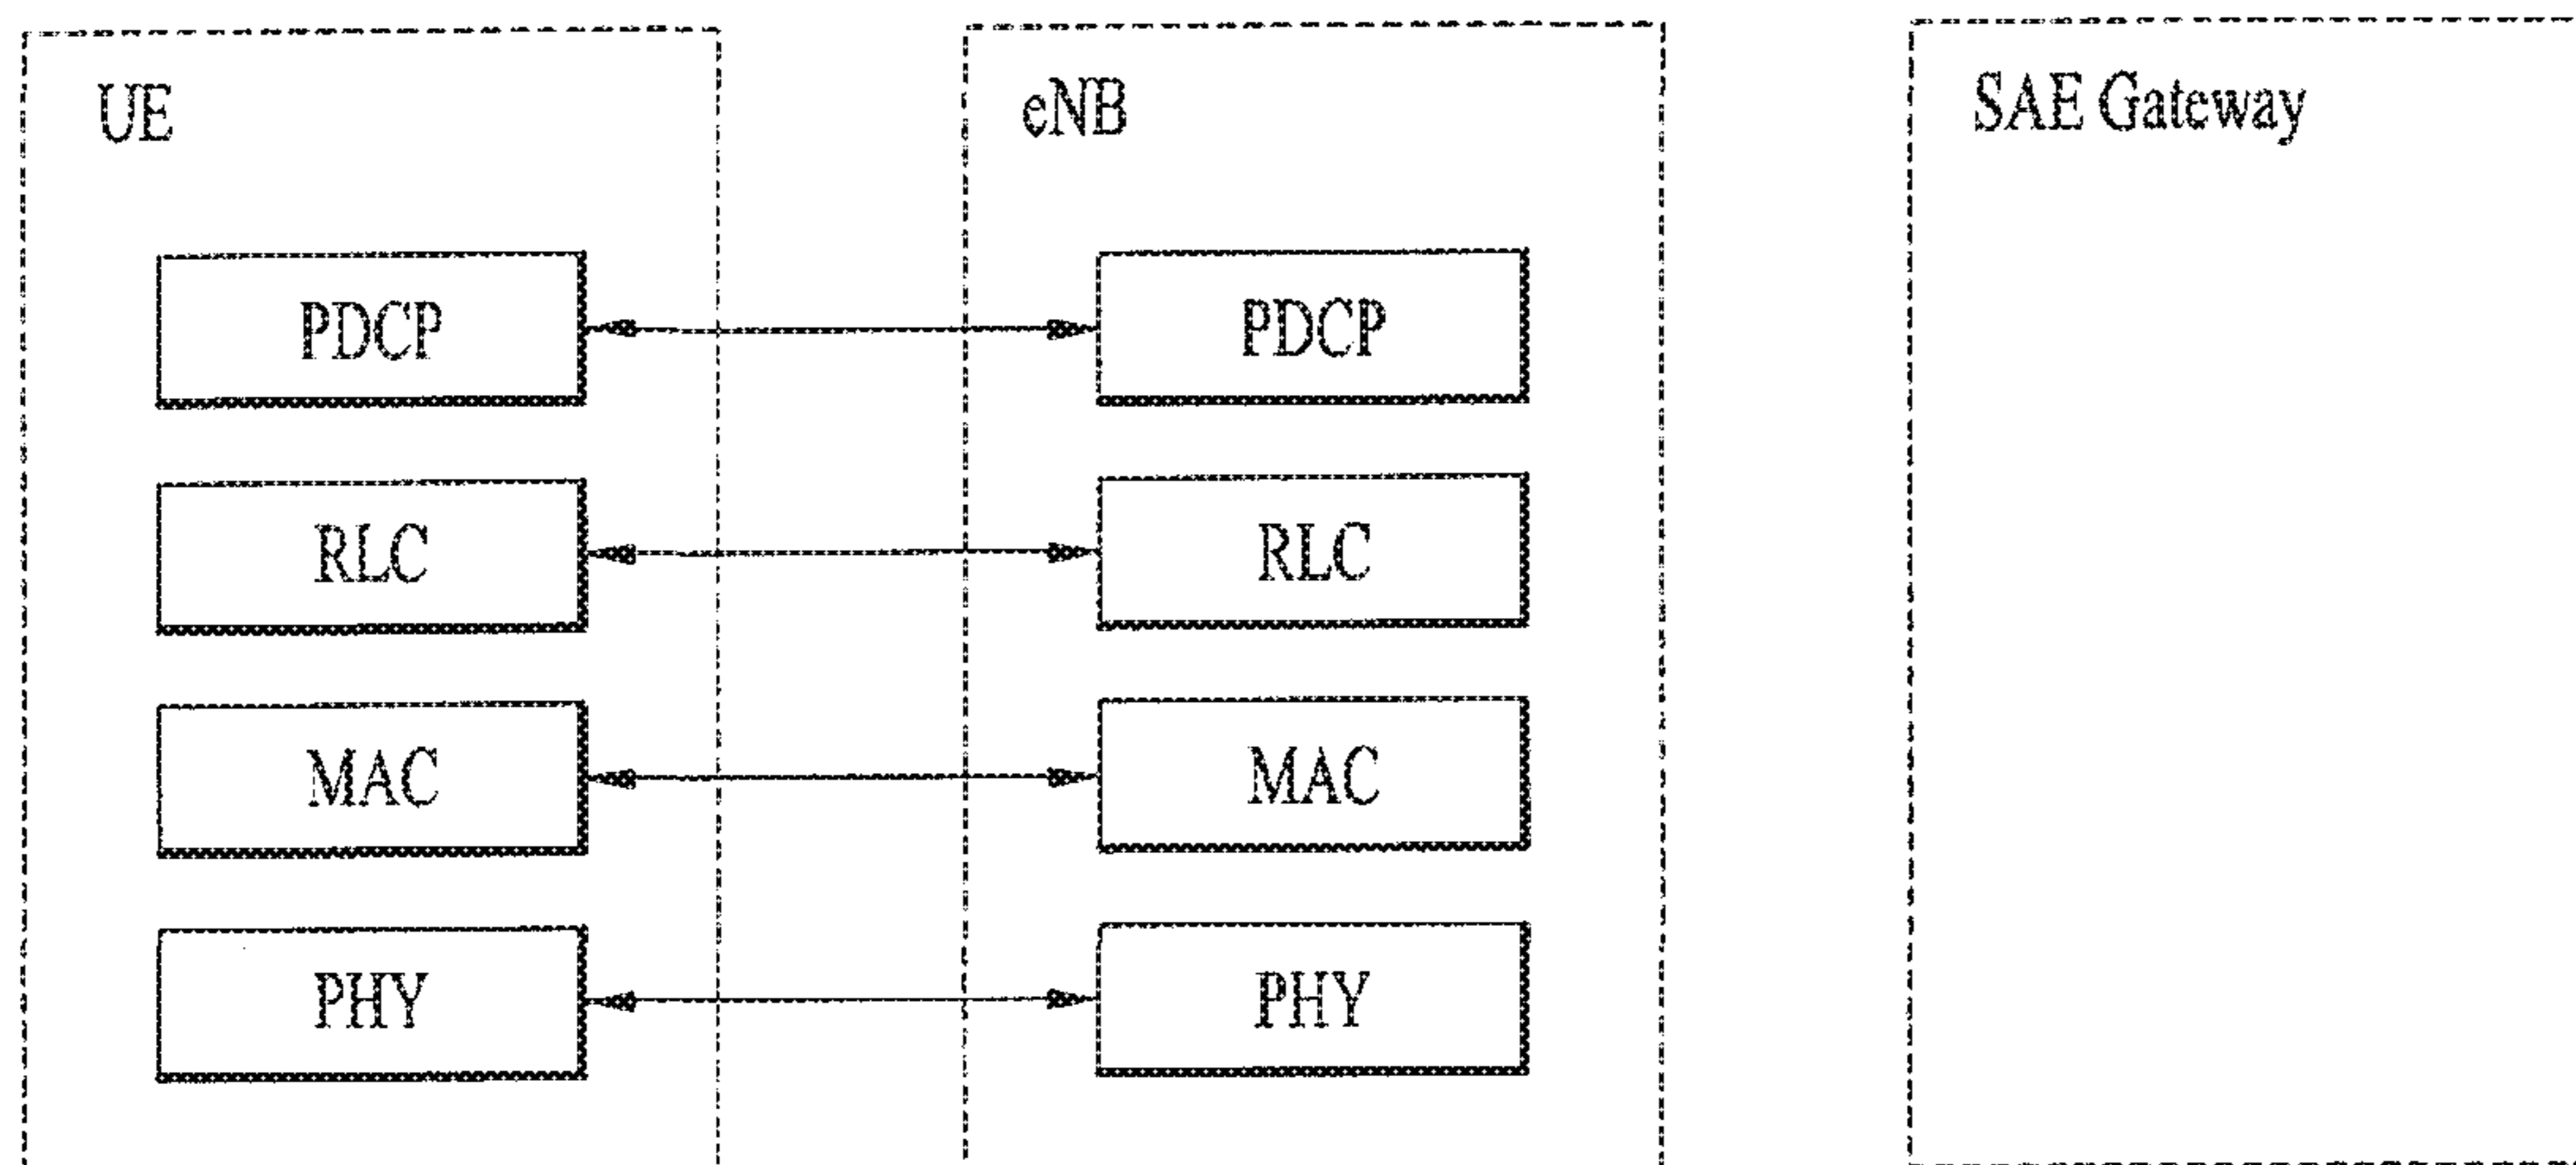 UE
eNB
SAE Gateway
PDCP
PDCP
RLC
RLC
MAC
MAC
PHY
PHY